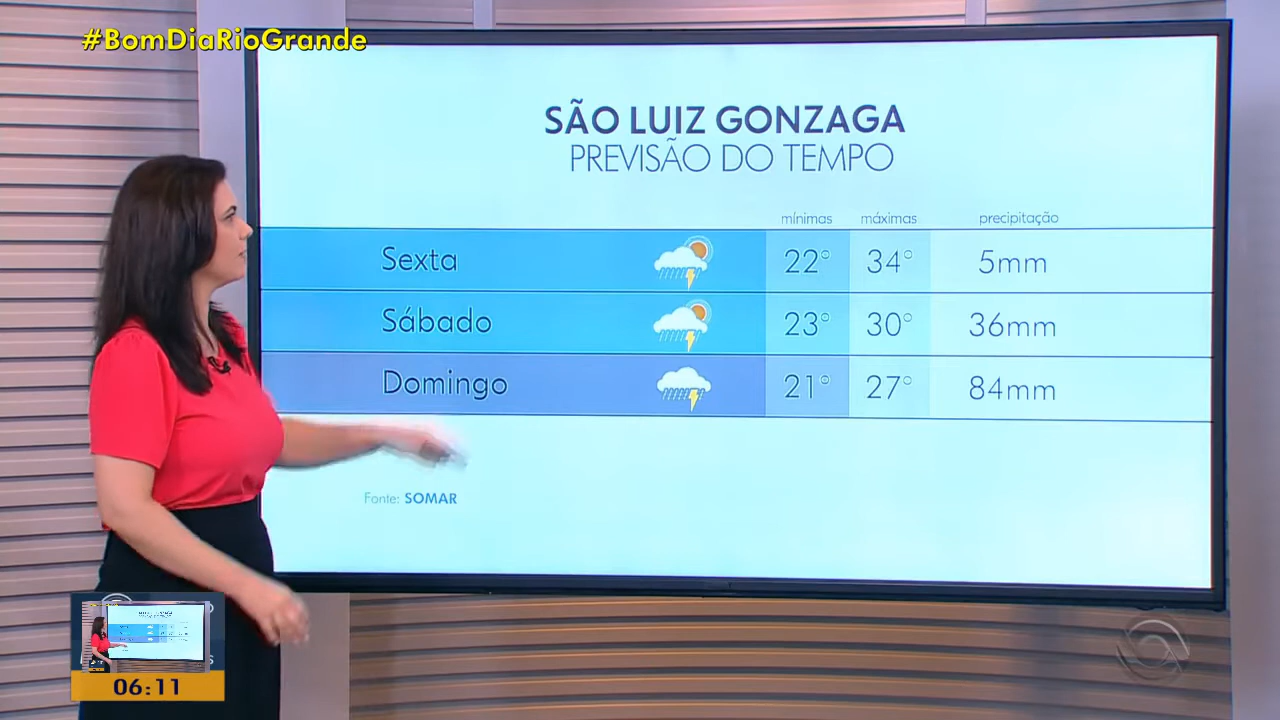 #BomDiaRioGrande
SÃO LUIZ GONZAGA
PREVISÃO DO TEMPO
mínimas máximas precipitação
Sexta 22° 34° 5mm
Sábado 23° 30° 36mm
Domingo 21° 27° 84mm
Fonte: SOMAR
06:11